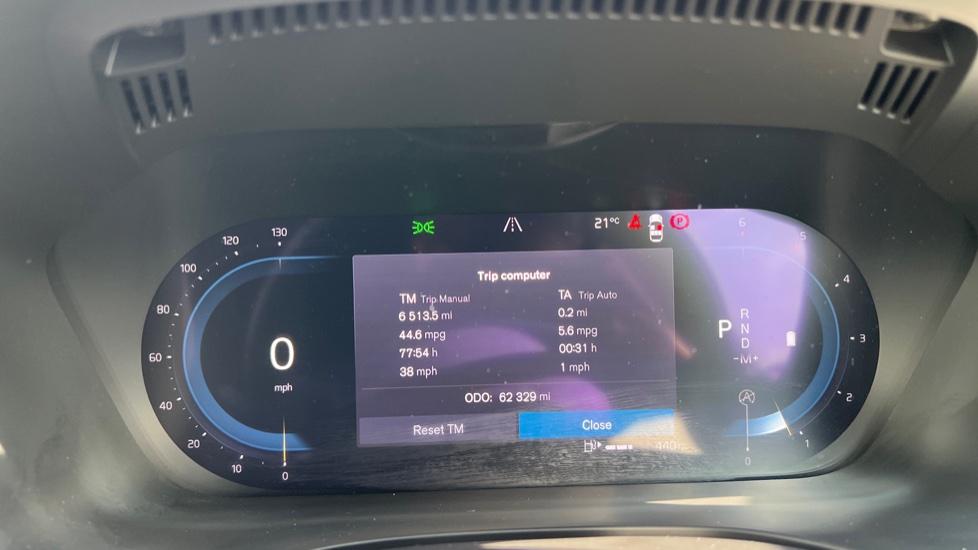 21°C
Trip computer
TM Trip Manual TA Trip Auto
6 513.5 mi 0.2 mi
44.6 mpg 5.6 mpg
77:54 h 00:31 h
38 mph 1 mph
ODO: 62 329 mi
Reset TM Close
440
130
120
100
80
60
40
20
10
0
0
mph
P
R
N
D
-M+
A
P
6
5
4
3
2
1
0